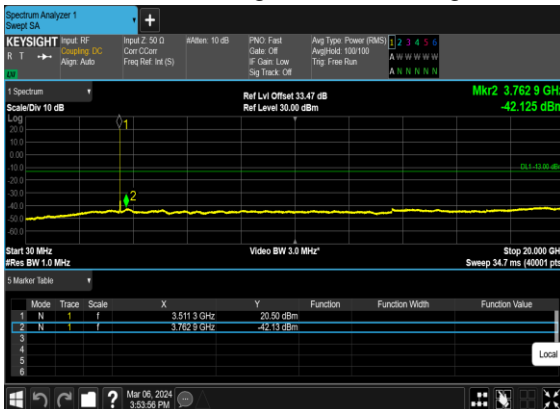 Spectrum Analyzer 1
Swept SA
+
KEYSIGHT Input: RF Input Z: 50 Ω #Atten: 10 dB PNO: Fast Avg Type: Power (RMS) 1 2 3 4 5 6
R T Coupling: DC Corr CCorr Gate: Off Avg|Hold: 100/100 A W W W W W
Align: Auto Freq Ref: Int (S) IF Gain: Low Trig: Free Run
Sig Track: Off A N N N N N
1 Spectrum
Scale/Div 10 dB Ref Lvl Offset 33.47 dB Mkr2 3.762 9 GHz
Ref Level 30.00 dBm -42.125 dBm
Log
20.0
10.0
0.00
-10.0
-20.0
-30.0
-40.0
-50.0
-60.0
1
2
DL1 -13.00 dBm
Start 30 MHz Video BW 3.0 MHz* Stop 20.000 GH
#Res BW 1.0 MHz Sweep 34.7 ms (40001 pts
5 Marker Table
Mode Trace Scale X Y Function Function Width Function Value
1 N 1 f 3.511 3 GHz 20.50 dBm
2 N 1 f 3.762 9 GHz -42.13 dBm
3
4
5
6
Local
? Mar 06, 2024
3:53:56 PM